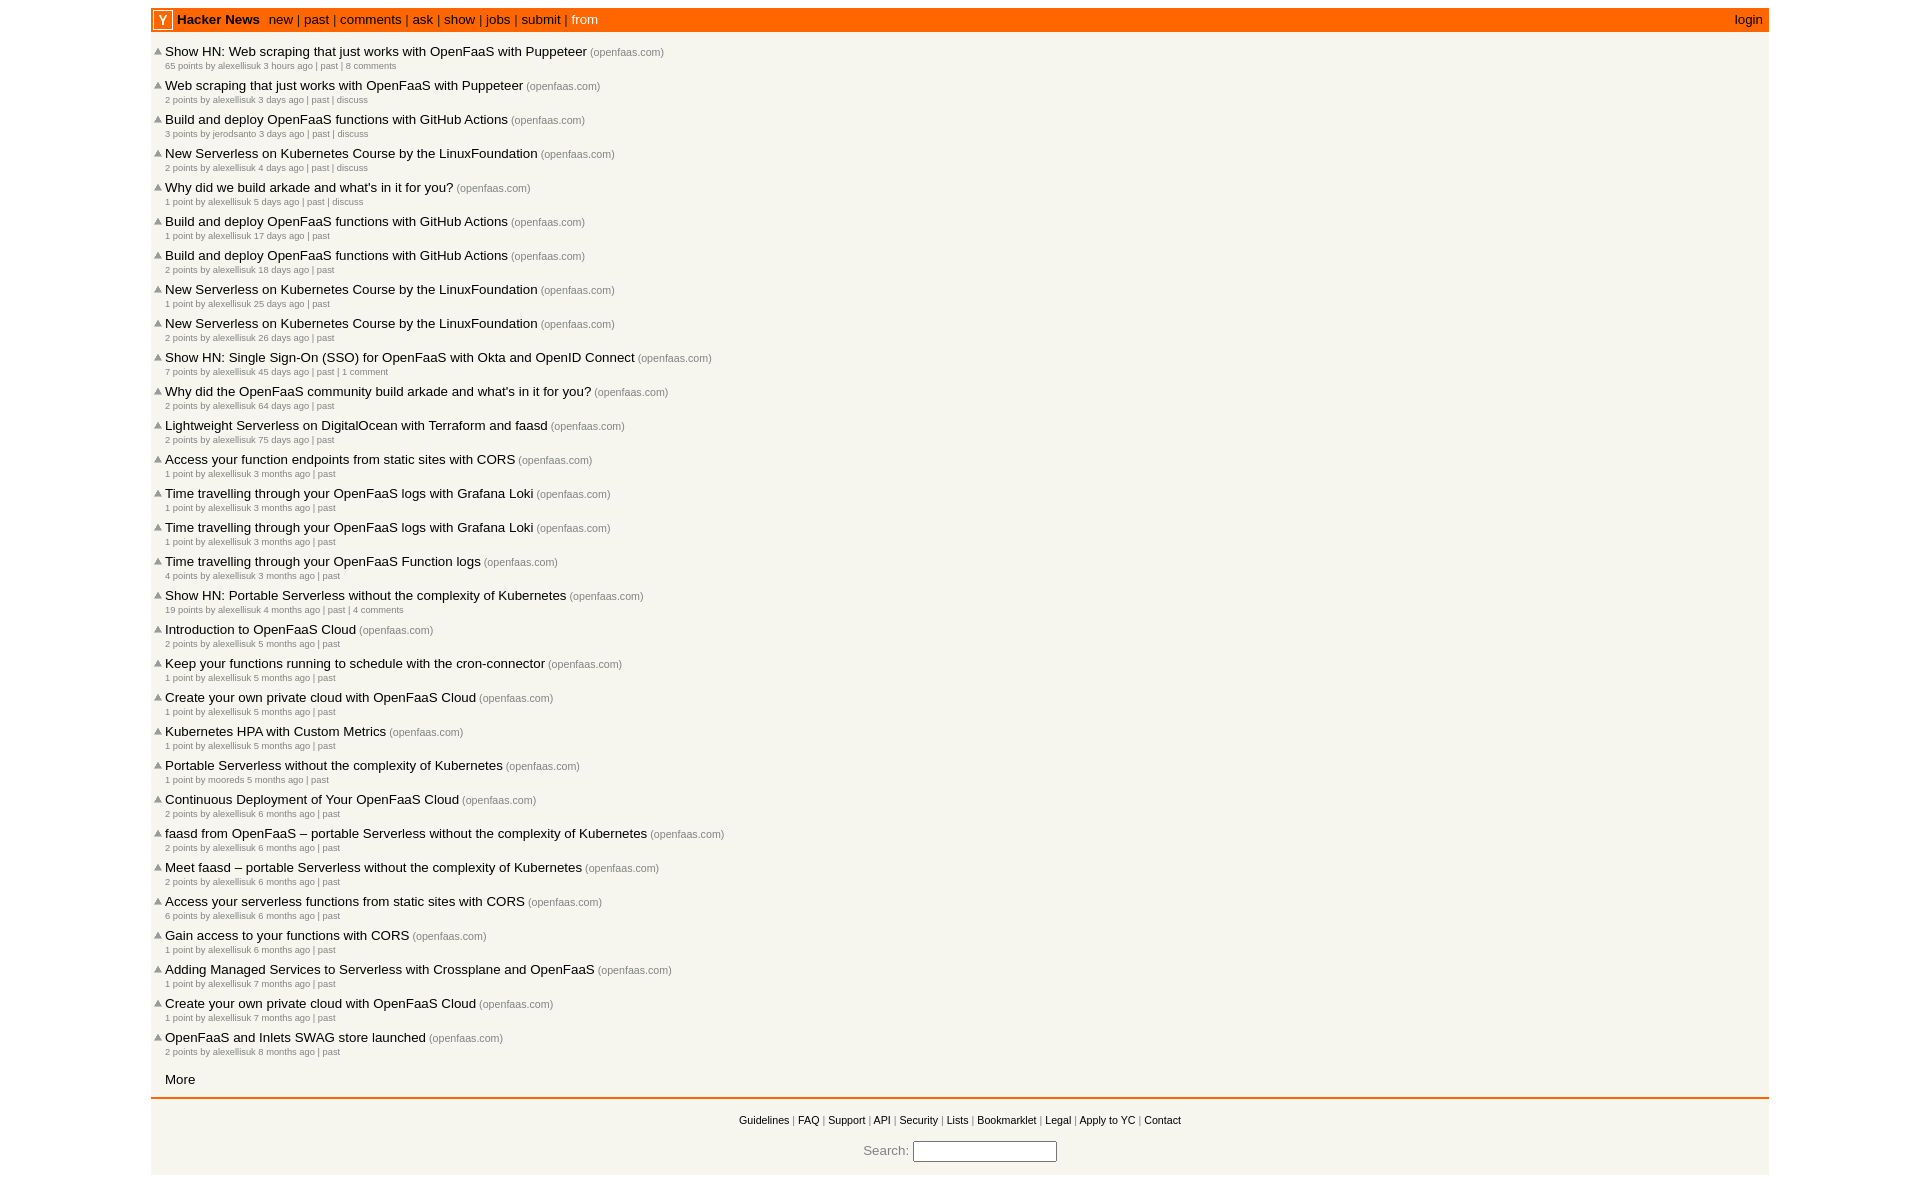 Y Hacker News new | past | comments | ask | show | jobs | submit | from login
Show HN: Web scraping that just works with OpenFaaS with Puppeteer (openfaas.com)
65 points by alexellisuk 3 hours ago | past | 8 comments
Web scraping that just works with OpenFaaS with Puppeteer (openfaas.com)
2 points by alexellisuk 3 days ago | past | discuss
Build and deploy OpenFaaS functions with GitHub Actions (openfaas.com)
3 points by jerodsanto 3 days ago | past | discuss
New Serverless on Kubernetes Course by the LinuxFoundation (openfaas.com)
2 points by alexellisuk 4 days ago | past | discuss
Why did we build arkade and what's in it for you? (openfaas.com)
1 point by alexellisuk 5 days ago | past | discuss
Build and deploy OpenFaaS functions with GitHub Actions (openfaas.com)
1 point by alexellisuk 17 days ago | past
Build and deploy OpenFaaS functions with GitHub Actions (openfaas.com)
2 points by alexellisuk 18 days ago | past
New Serverless on Kubernetes Course by the LinuxFoundation (openfaas.com)
1 point by alexellisuk 25 days ago | past
New Serverless on Kubernetes Course by the LinuxFoundation (openfaas.com)
2 points by alexellisuk 26 days ago | past
Show HN: Single Sign-On (SSO) for OpenFaaS with Okta and OpenID Connect (openfaas.com)
7 points by alexellisuk 45 days ago | past | 1 comment
Why did the OpenFaaS community build arkade and what's in it for you? (openfaas.com)
2 points by alexellisuk 64 days ago | past
Lightweight Serverless on DigitalOcean with Terraform and faasd (openfaas.com)
2 points by alexellisuk 75 days ago | past
Access your function endpoints from static sites with CORS (openfaas.com)
1 point by alexellisuk 3 months ago | past
Time travelling through your OpenFaaS logs with Grafana Loki (openfaas.com)
1 point by alexellisuk 3 months ago | past
Time travelling through your OpenFaaS logs with Grafana Loki (openfaas.com)
1 point by alexellisuk 3 months ago | past
Time travelling through your OpenFaaS Function logs (openfaas.com)
4 points by alexellisuk 3 months ago | past
Show HN: Portable Serverless without the complexity of Kubernetes (openfaas.com)
19 points by alexellisuk 4 months ago | past | 4 comments
Introduction to OpenFaaS Cloud (openfaas.com)
2 points by alexellisuk 5 months ago | past
Keep your functions running to schedule with the cron-connector (openfaas.com)
1 point by alexellisuk 5 months ago | past
Create your own private cloud with OpenFaaS Cloud (openfaas.com)
1 point by alexellisuk 5 months ago | past
Kubernetes HPA with Custom Metrics (openfaas.com)
1 point by alexellisuk 5 months ago | past
Portable Serverless without the complexity of Kubernetes (openfaas.com)
1 point by mooreds 5 months ago | past
Continuous Deployment of Your OpenFaaS Cloud (openfaas.com)
2 points by alexellisuk 6 months ago | past
faasd from OpenFaaS – portable Serverless without the complexity of Kubernetes (openfaas.com)
2 points by alexellisuk 6 months ago | past
Meet faasd – portable Serverless without the complexity of Kubernetes (openfaas.com)
2 points by alexellisuk 6 months ago | past
Access your serverless functions from static sites with CORS (openfaas.com)
6 points by alexellisuk 6 months ago | past
Gain access to your functions with CORS (openfaas.com)
1 point by alexellisuk 6 months ago | past
Adding Managed Services to Serverless with Crossplane and OpenFaaS (openfaas.com)
1 point by alexellisuk 7 months ago | past
Create your own private cloud with OpenFaaS Cloud (openfaas.com)
1 point by alexellisuk 7 months ago | past
OpenFaaS and Inlets SWAG store launched (openfaas.com)
2 points by alexellisuk 8 months ago | past
More
Guidelines | FAQ | Support | API | Security | Lists | Bookmarklet | Legal | Apply to YC | Contact
Search: